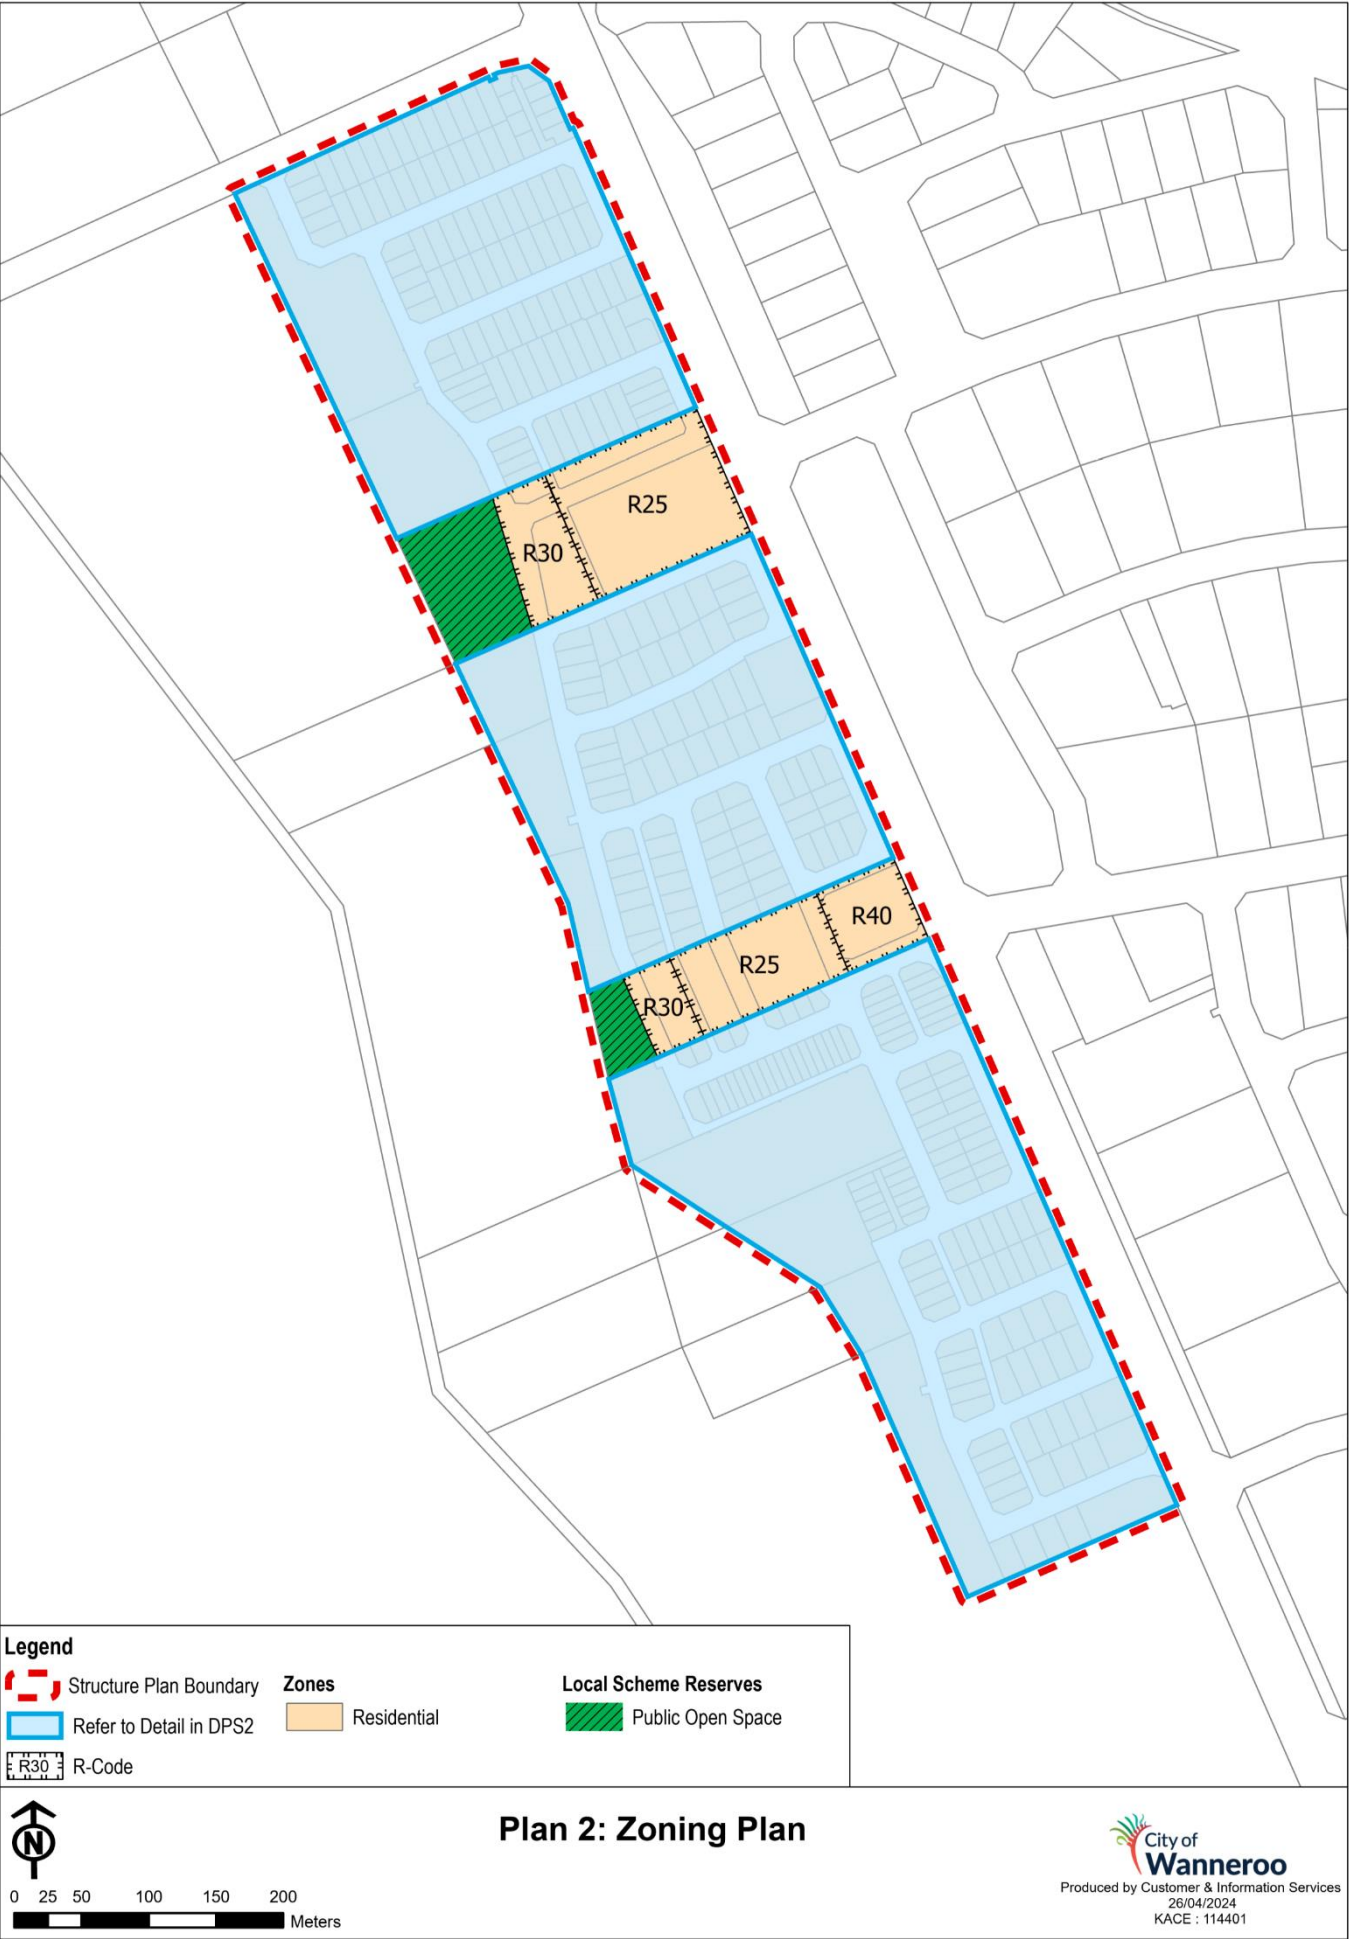 R25
R30
R40
R25
R30
Legend
Structure Plan Boundary
Refer to Detail in DPS2
R30 R-Code
Zones
Residential
Local Scheme Reserves
Public Open Space
N
0 25 50 100 150 200
Meters
Plan 2: Zoning Plan
City of
Wanneroo
Produced by Customer & Information Services
26/04/2024
KACE : 114401